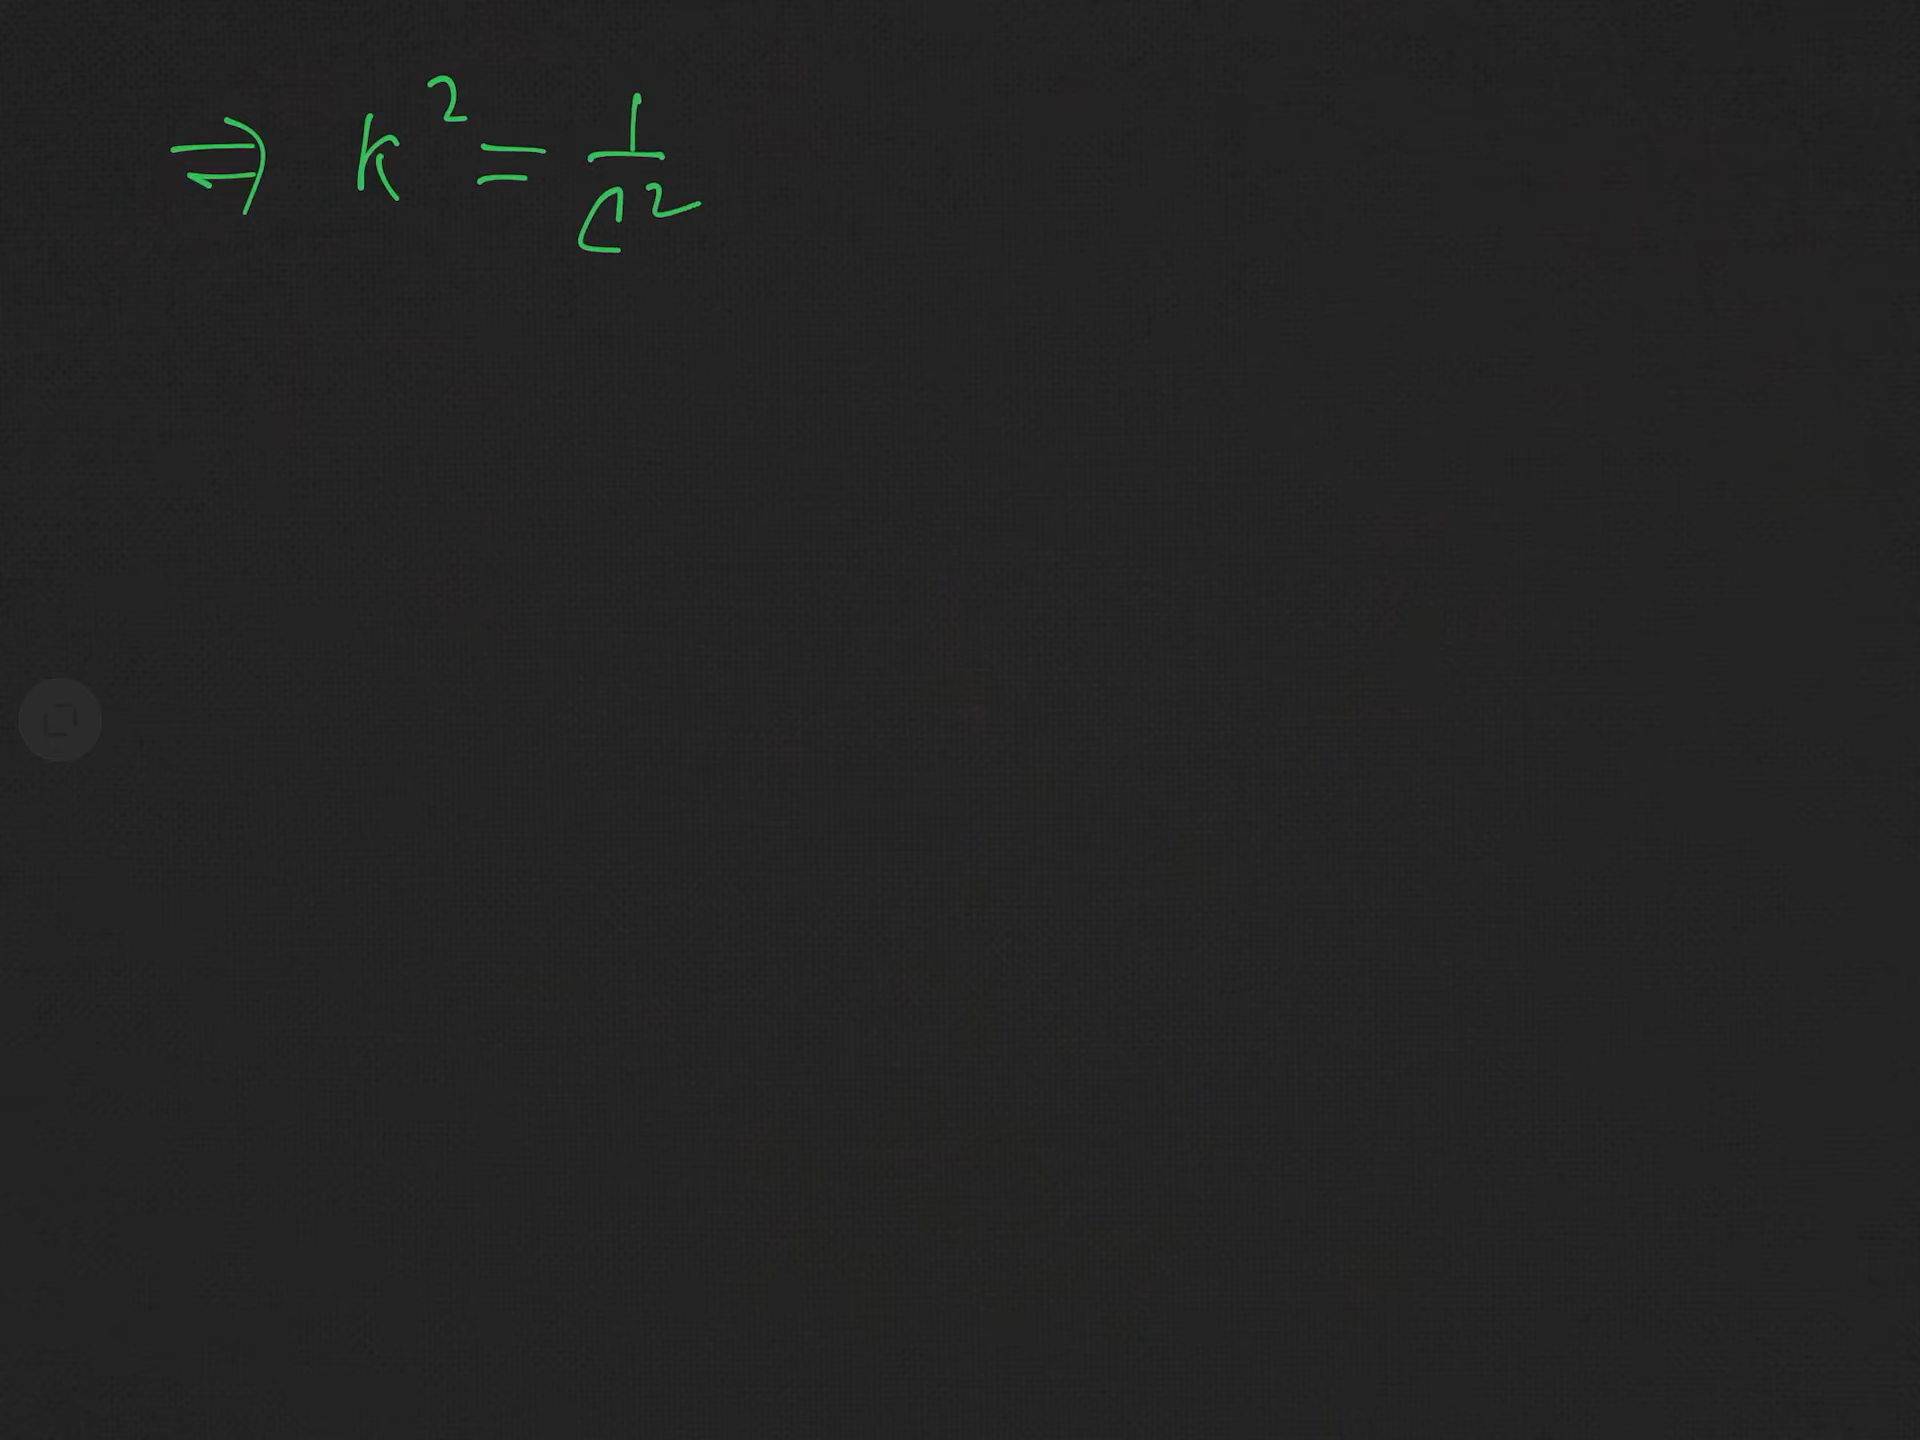 ⇒ k² = 1/c²